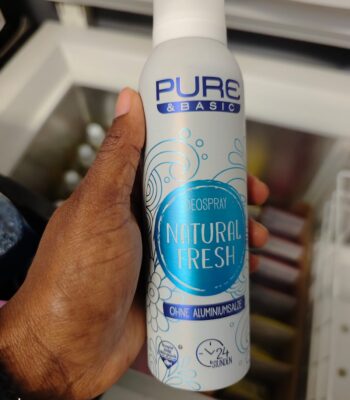 PURE
& BASIC
DEOSPRAY
NATURAL
FRESH
OHNE ALUMINIUMSALZE
24
STUNDEN